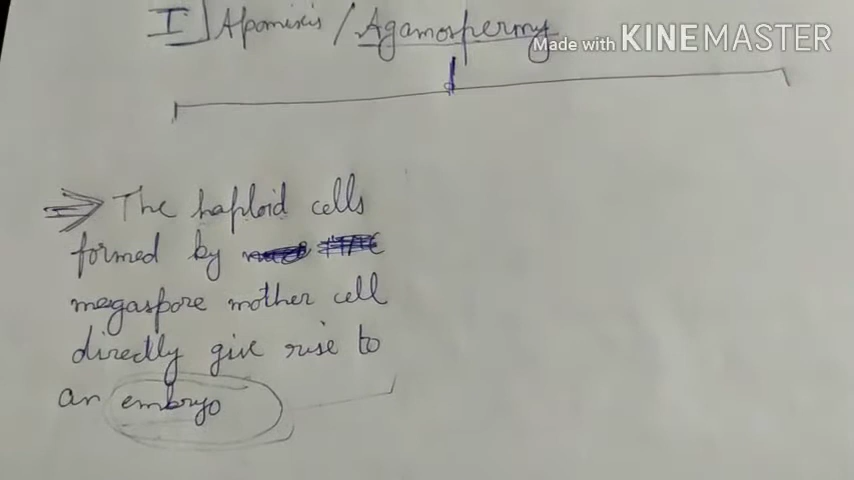 I] Apomixis / Agamospermy
Made with KINEMASTER
⇒ The haploid cells
formed by
megaspore mother cell
directly give rise to
an embryo